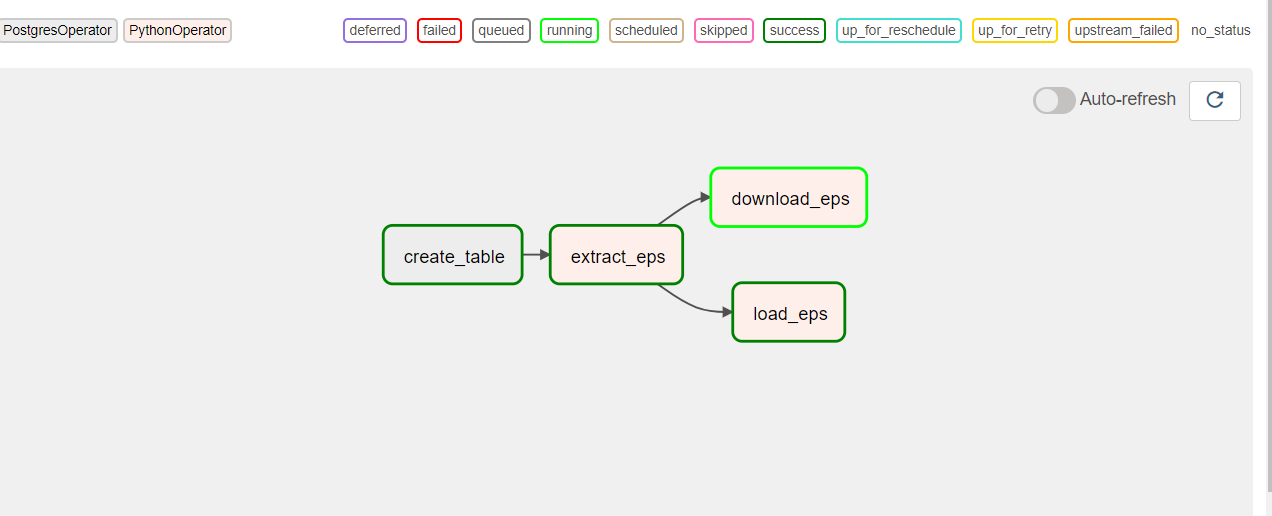 PostgresOperator PythonOperator deferred failed queued running scheduled skipped success up_for_reschedule up_for_retry upstream_failed no_status
Auto-refresh
download_eps
create_table extract_eps
load_eps